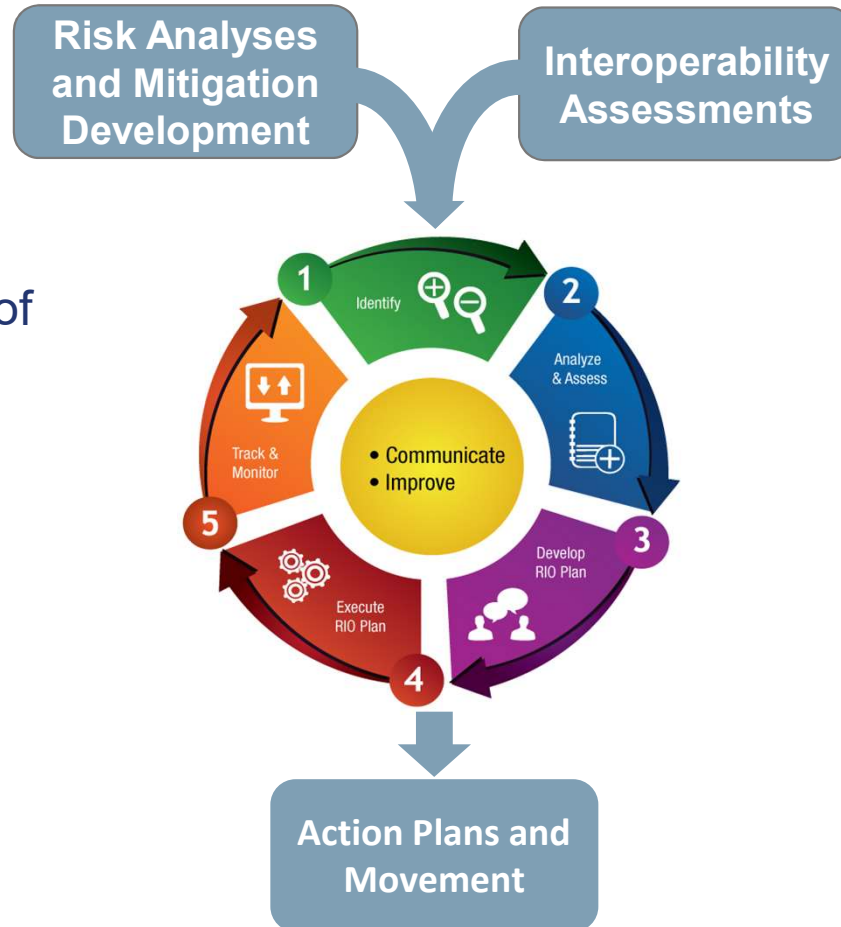 Risk Analyses
and Mitigation
Development
Interoperability
Assessments
of
1
Identify
2
Analyze
& Assess
3
Develop
RIO Plan
4
Execute
RIO Plan
5
Track &
Monitor
• Communicate
• Improve
Action Plans and
Movement